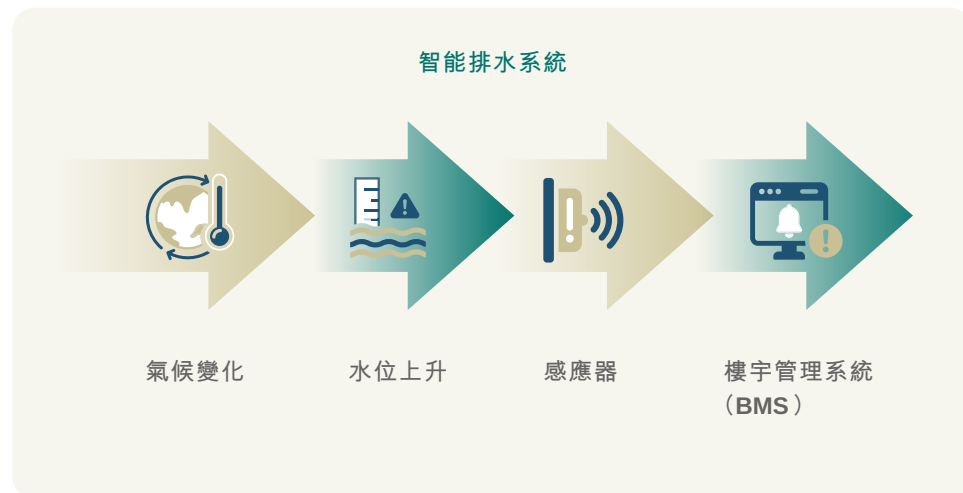 智能排水系統
氣候變化
水位上升
感應器
樓宇管理系統
（BMS）